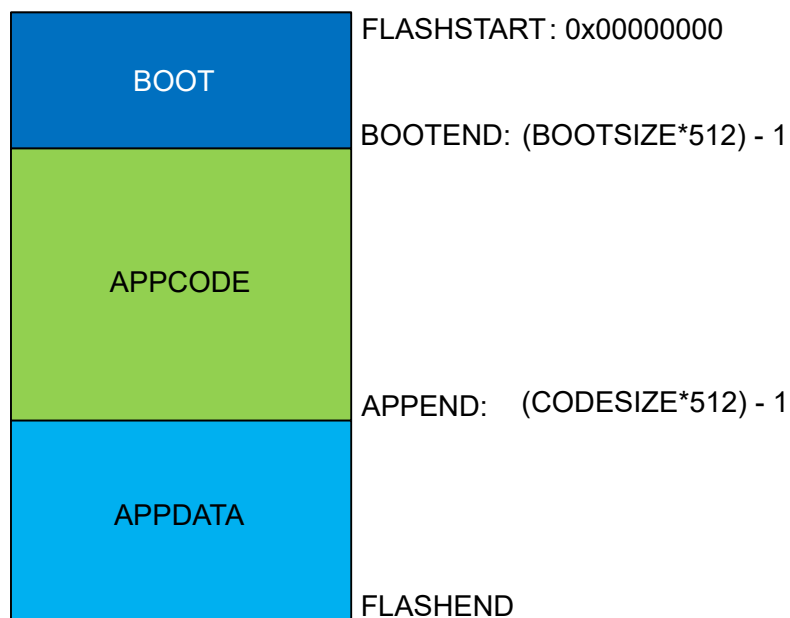 FLASHSTART: 0x00000000
BOOT
BOOTEND: (BOOTSIZE*512) - 1
APPCODE
APPEND: (CODESIZE*512) - 1
APPDATA
FLASHEND